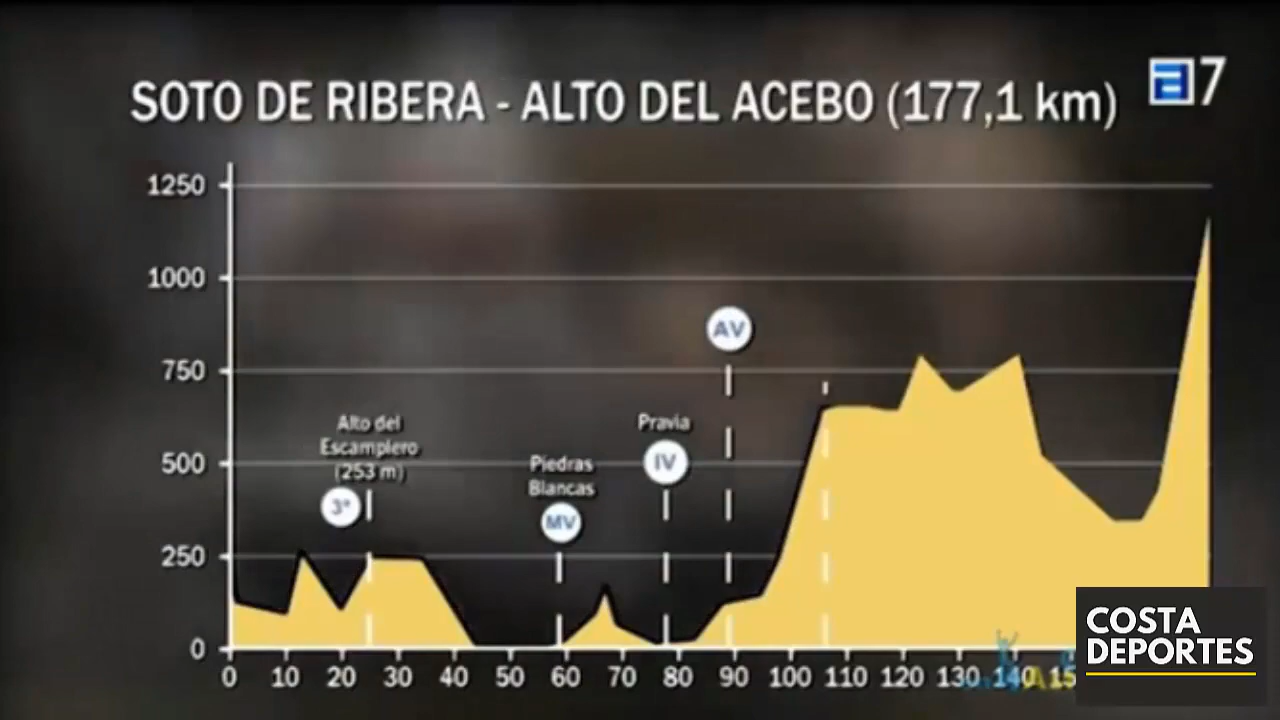 SOTO DE RIBERA - ALTO DEL ACEBO (177,1 km)
7
1250
1000
750
500
250
0
AV
Alto del
Escamplero
(253 m)
3ª
Piedras
Blancas
MV
Pravia
IV
0 10 20 30 40 50 60 70 80 90 100 110 120 130 140 15
COSTA
DEPORTES